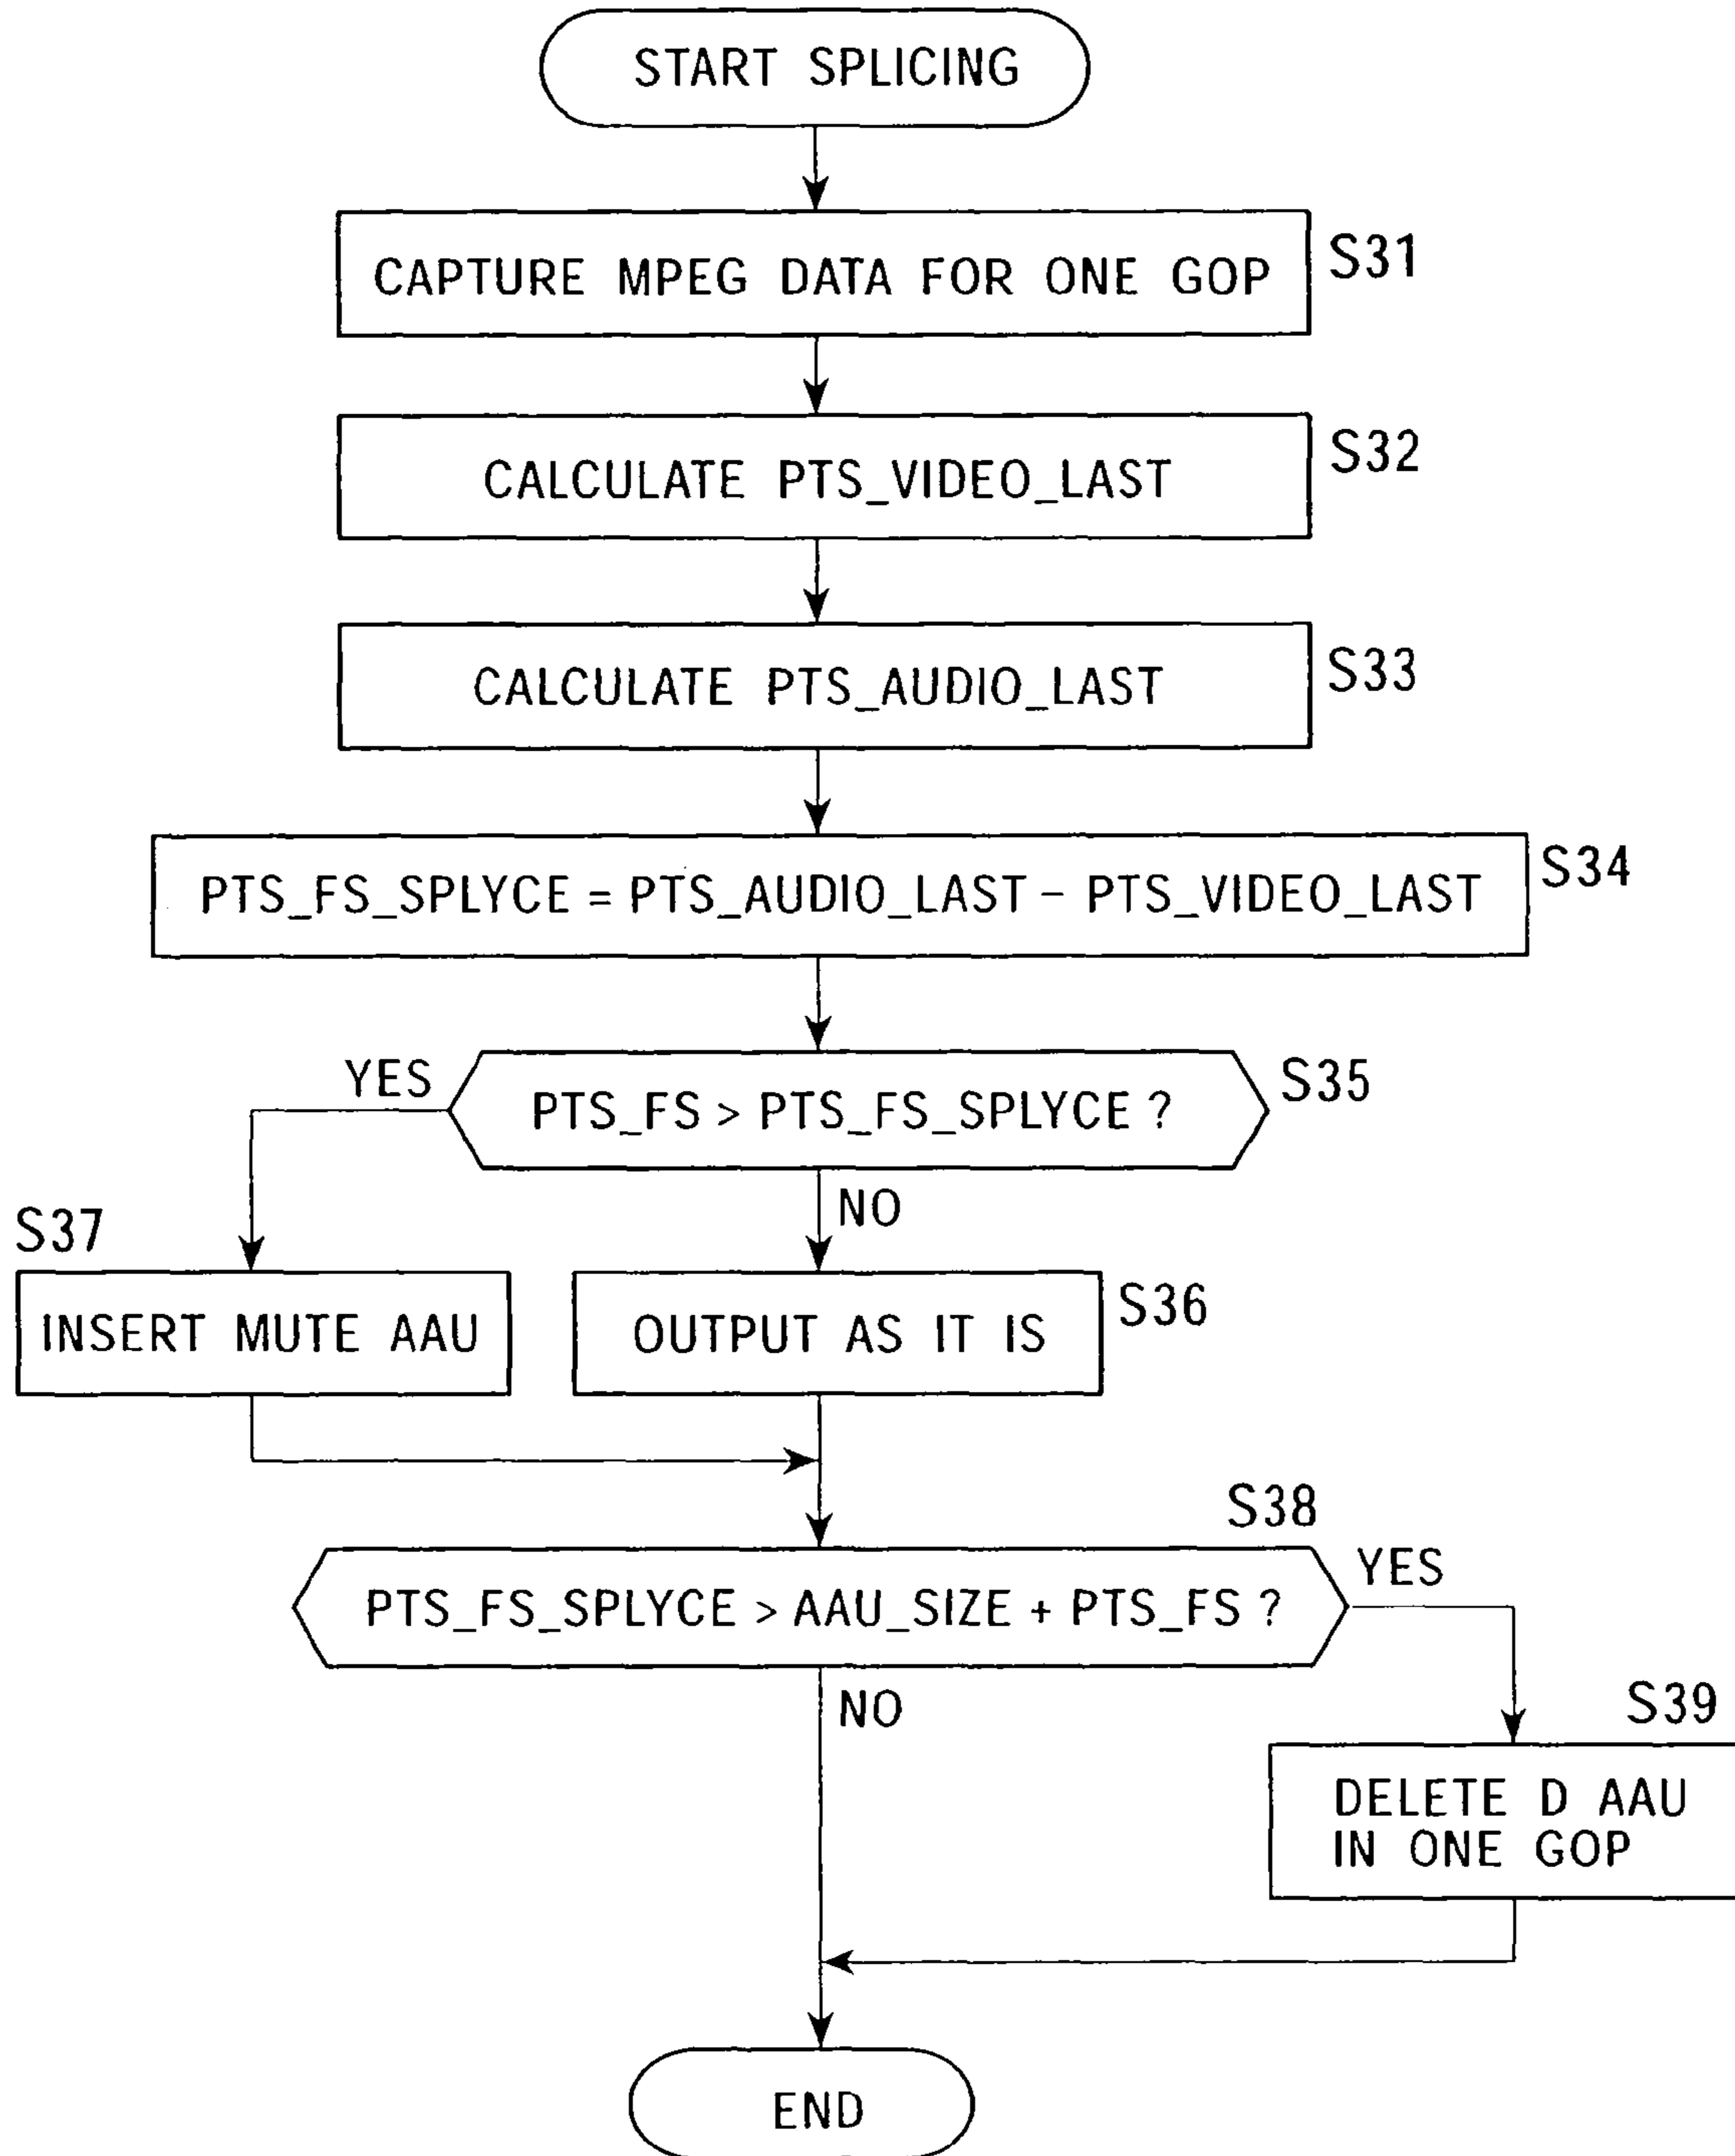 START SPLICING
CAPTURE MPEG DATA FOR ONE GOP
S31
CALCULATE PTS_VIDEO_LAST
S32
CALCULATE PTS_AUDIO_LAST
S33
PTS_FS_SPLYCE = PTS_AUDIO_LAST - PTS_VIDEO_LAST
S34
YES
PTS_FS > PTS_FS_SPLYCE ?
S35
NO
S37
INSERT MUTE AAU
OUTPUT AS IT IS
S36
S38
PTS_FS_SPLYCE > AAU_SIZE + PTS_FS ?
YES
NO
S39
DELETE D AAU
IN ONE GOP
END